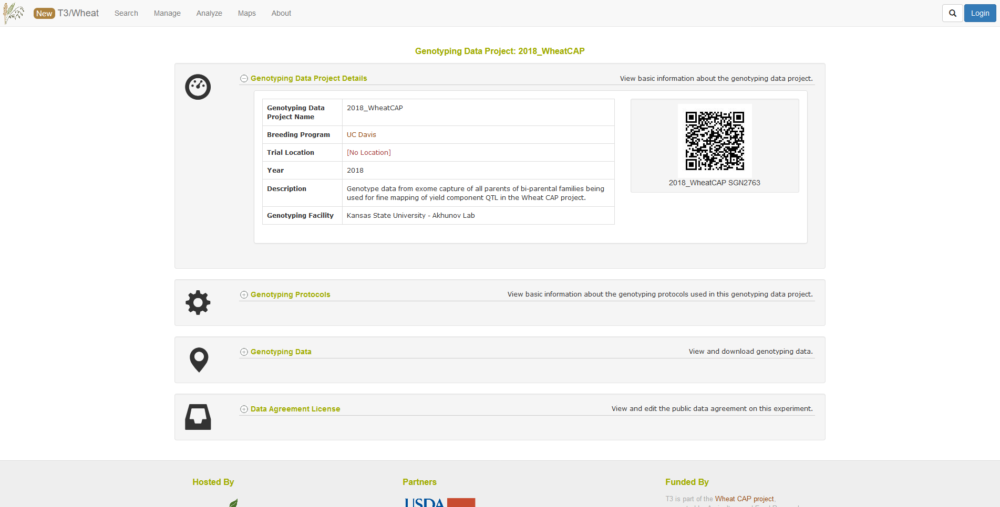 New T3/Wheat Search Manage Analyze Maps About Login
Genotyping Data Project: 2018_WheatCAP
Genotyping Data Project Details View basic information about the genotyping data project.
Genotyping Data
Project Name
2018_WheatCAP
Breeding Program UC Davis
Trial Location [No Location]
Year 2018
Description
Genotype data from exome capture of all parents of bi-parental families being
used for fine mapping of yield component QTL in the Wheat CAP project.
Genotyping Facility Kansas State University - Akhunov Lab
2018_WheatCAP SGN2763
Genotyping Protocols View basic information about the genotyping protocols used in this genotyping data project.
Genotyping Data View and download genotyping data.
Data Agreement License View and edit the public data agreement on this experiment.
Hosted By Partners Funded By
USDA
T3 is part of the Wheat CAP project,